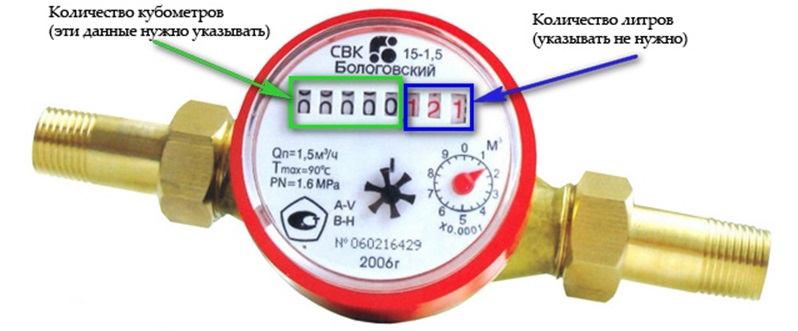 Количество кубометров
(эти данные нужно указывать)
Количество литров
(указывать не нужно)
СВК 15-1,5
Бологовский
00000121
Qn=1,5м³/ч
Tmax=90°C
PN=1.6 MPa
A-V
B-H
№ 060216429
2006г
М³
0 1 2 3 4 5 6 7 8 9
X0.0001